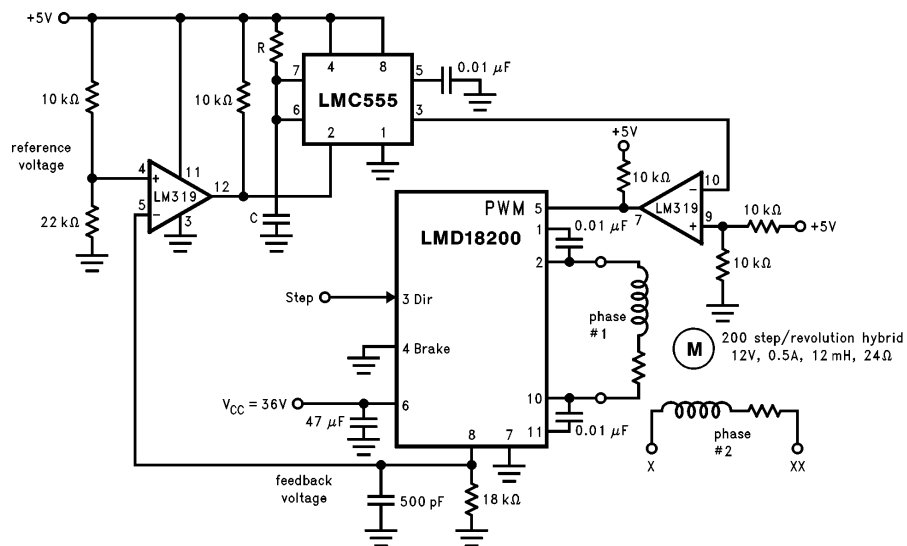 +5V
R
7
4
8
5
0.01 μF
10 kΩ
10 kΩ
LMC555
6
3
2
1
reference
voltage
+5V
10 kΩ
4
+
11
LM319
12
5
−
3
22 kΩ
C
PWM
5
7
LM319
−
10
+
9
10 kΩ
+5V
10 kΩ
LMD18200
1
0.01 μF
2
Step
3 Dir
phase
#1
4 Brake
M
200 step/revolution hybrid
12V, 0.5A, 12 mH, 24Ω
VCC = 36V
6
47 μF
10
11
0.01 μF
8
7
phase
#2
X
XX
feedback
voltage
500 pF
18 kΩ